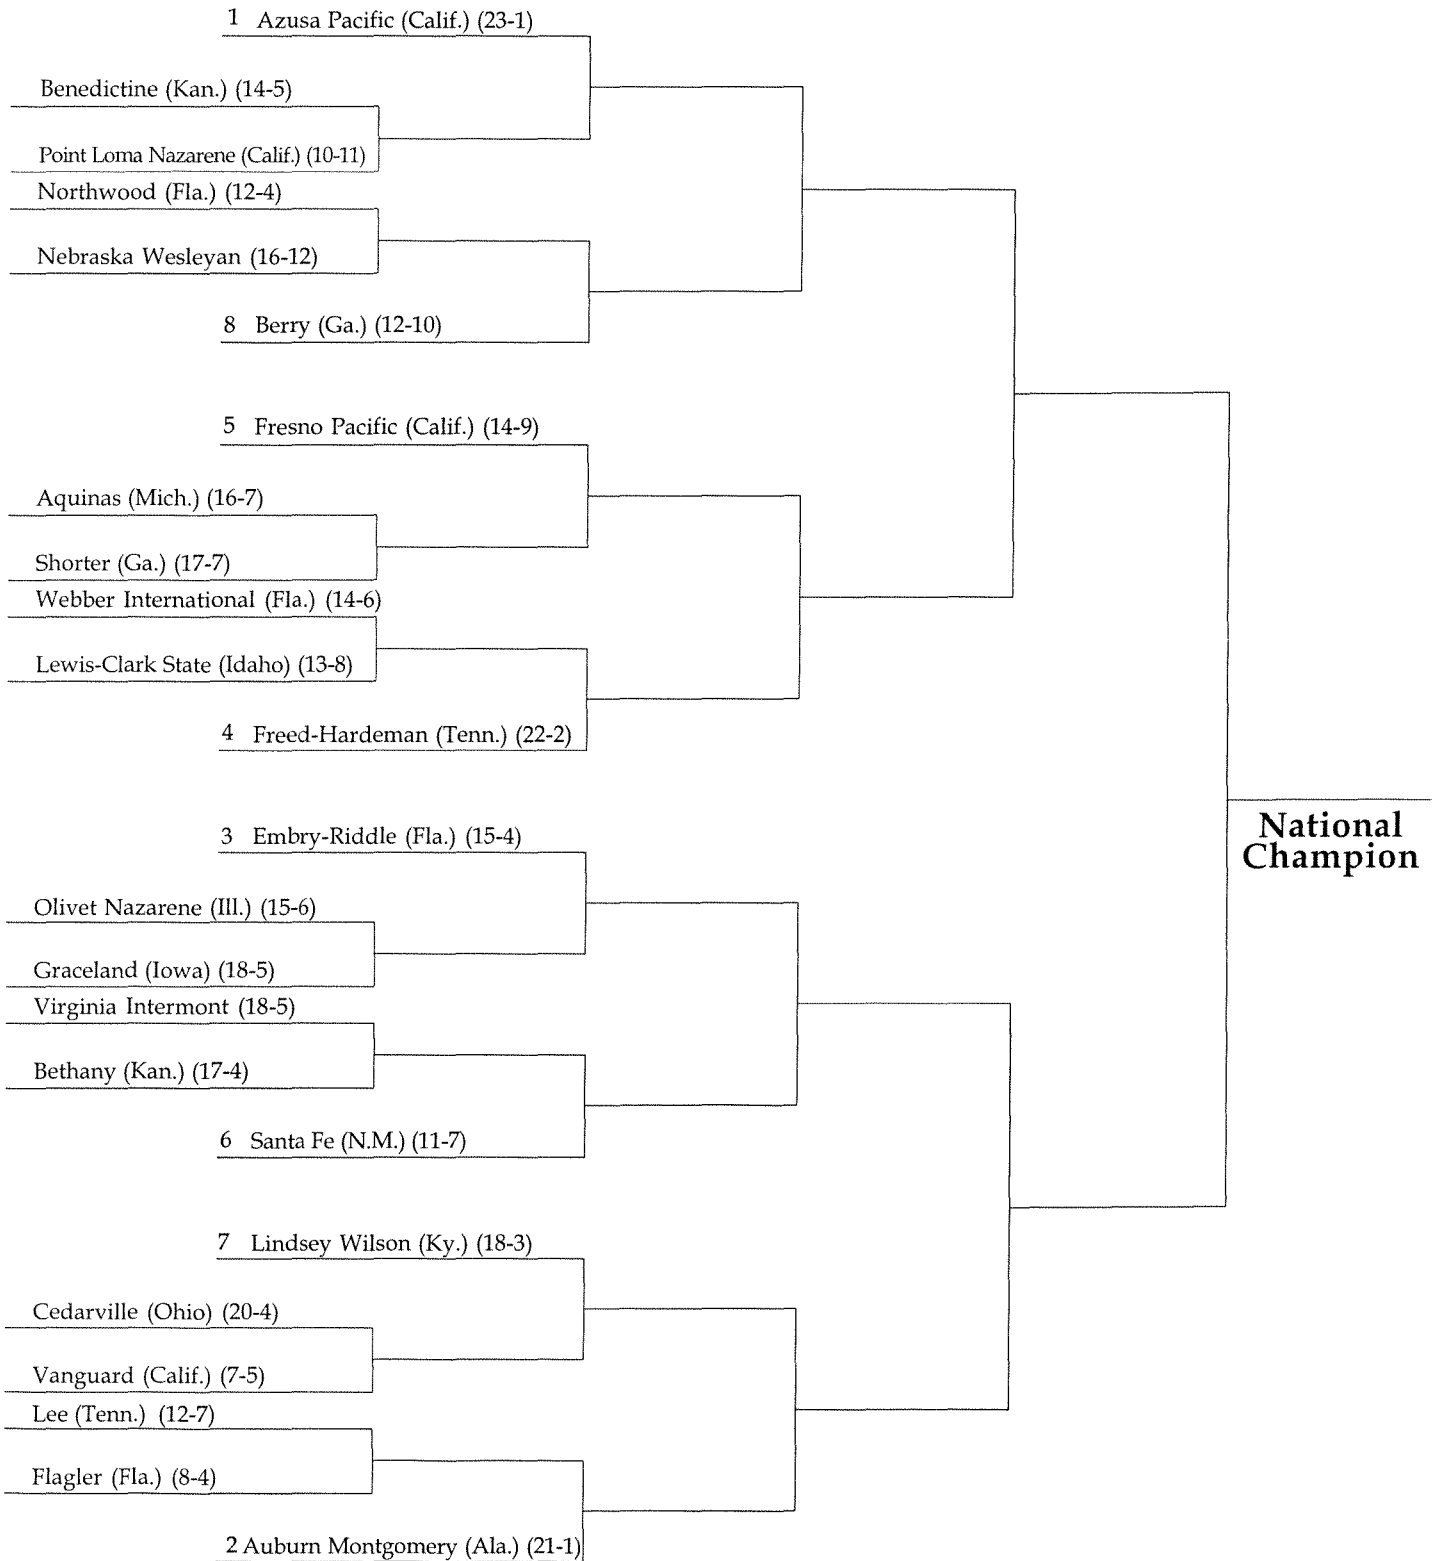 1 Azusa Pacific (Calif.) (23-1)
Benedictine (Kan.) (14-5)
Point Loma Nazarene (Calif.) (10-11)
Northwood (Fla.) (12-4)
Nebraska Wesleyan (16-12)
8 Berry (Ga.) (12-10)
5 Fresno Pacific (Calif.) (14-9)
Aquinas (Mich.) (16-7)
Shorter (Ga.) (17-7)
Webber International (Fla.) (14-6)
Lewis-Clark State (Idaho) (13-8)
4 Freed-Hardeman (Tenn.) (22-2)
3 Embry-Riddle (Fla.) (15-4)
National
Champion
Olivet Nazarene (Ill.) (15-6)
Graceland (Iowa) (18-5)
Virginia Intermont (18-5)
Bethany (Kan.) (17-4)
6 Santa Fe (N.M.) (11-7)
7 Lindsey Wilson (Ky.) (18-3)
Cedarville (Ohio) (20-4)
Vanguard (Calif.) (7-5)
Lee (Tenn.) (12-7)
Flagler (Fla.) (8-4)
2 Auburn Montgomery (Ala.) (21-1)